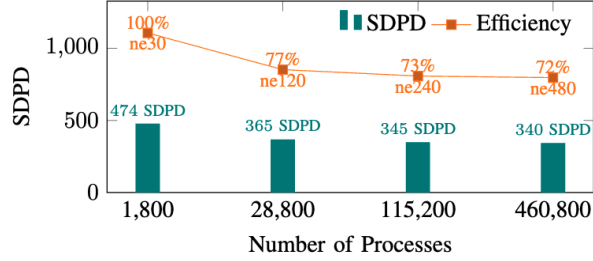 SDPD Efficiency
1,000
500
0
SDPD
100%
ne30
77%
ne120
73%
ne240
72%
ne480
474 SDPD
365 SDPD
345 SDPD
340 SDPD
1,800 28,800 115,200 460,800
Number of Processes